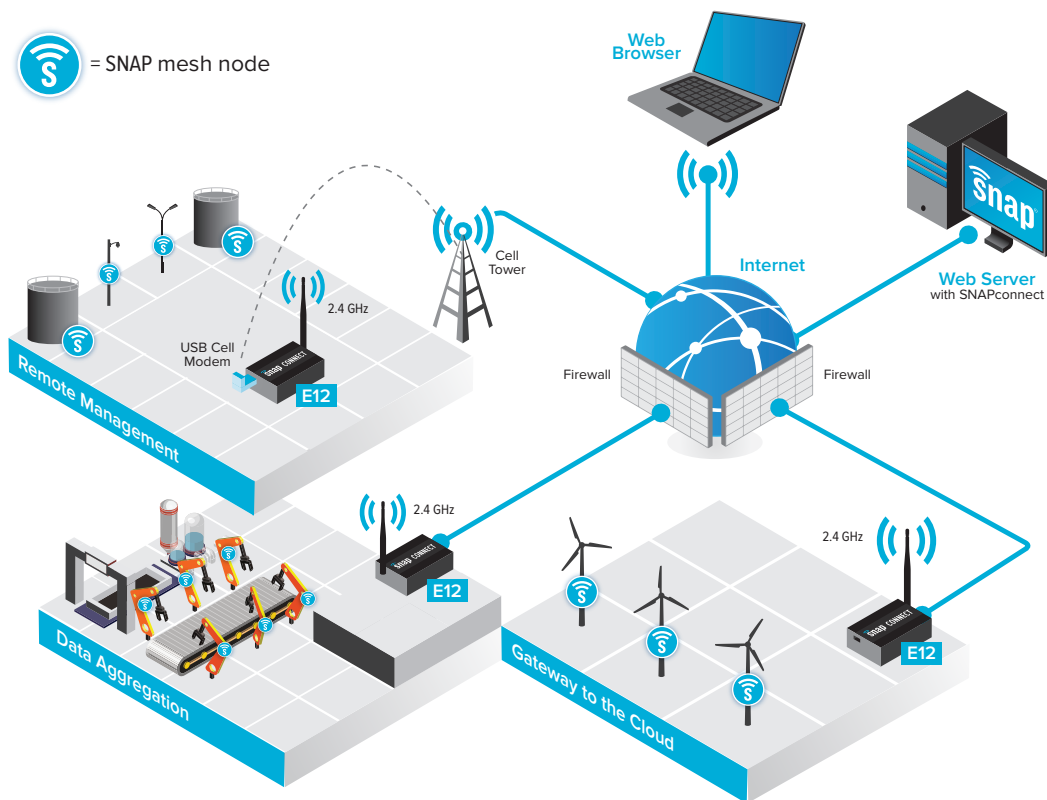 S
= SNAP mesh node
Web
Browser
snap
Web Server
with SNAPconnect
Internet
Cell
Tower
2.4 GHz
USB Cell
Modem
snap CONNECT
E12
S
S
S
S
Remote Management
Firewall
Firewall
2.4 GHz
snap CONNECT
E12
S
S
S
S
S
S
Data Aggregation
2.4 GHz
snap CONNECT
E12
S
S
S
Gateway to the Cloud